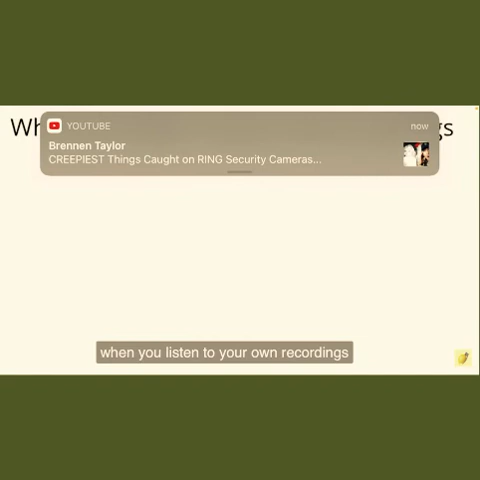 YOUTUBE now
Brennen Taylor
CREEPIEST Things Caught on RING Security Cameras...
when you listen to your own recordings